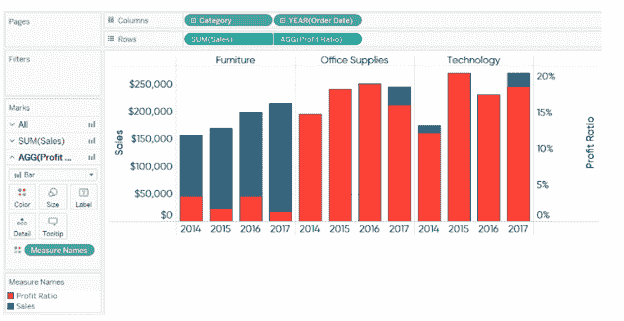 Pages
Columns
Category
YEAR(Order Date)
Rows
SUM(Sales)
AGG(Profit Ratio)
Filters
Marks
All
SUM(Sales)
AGG(Profit ...
Bar
Color Size Label
Detail Tooltip
Measure Names
Measure Names
Profit Ratio
Sales
Furniture Office Supplies Technology
Sales
$250,000
$200,000
$150,000
$100,000
$50,000
$0
20%
15%
10%
5%
0%
Profit Ratio
2014 2015 2016 2017 2014 2015 2016 2017 2014 2015 2016 2017